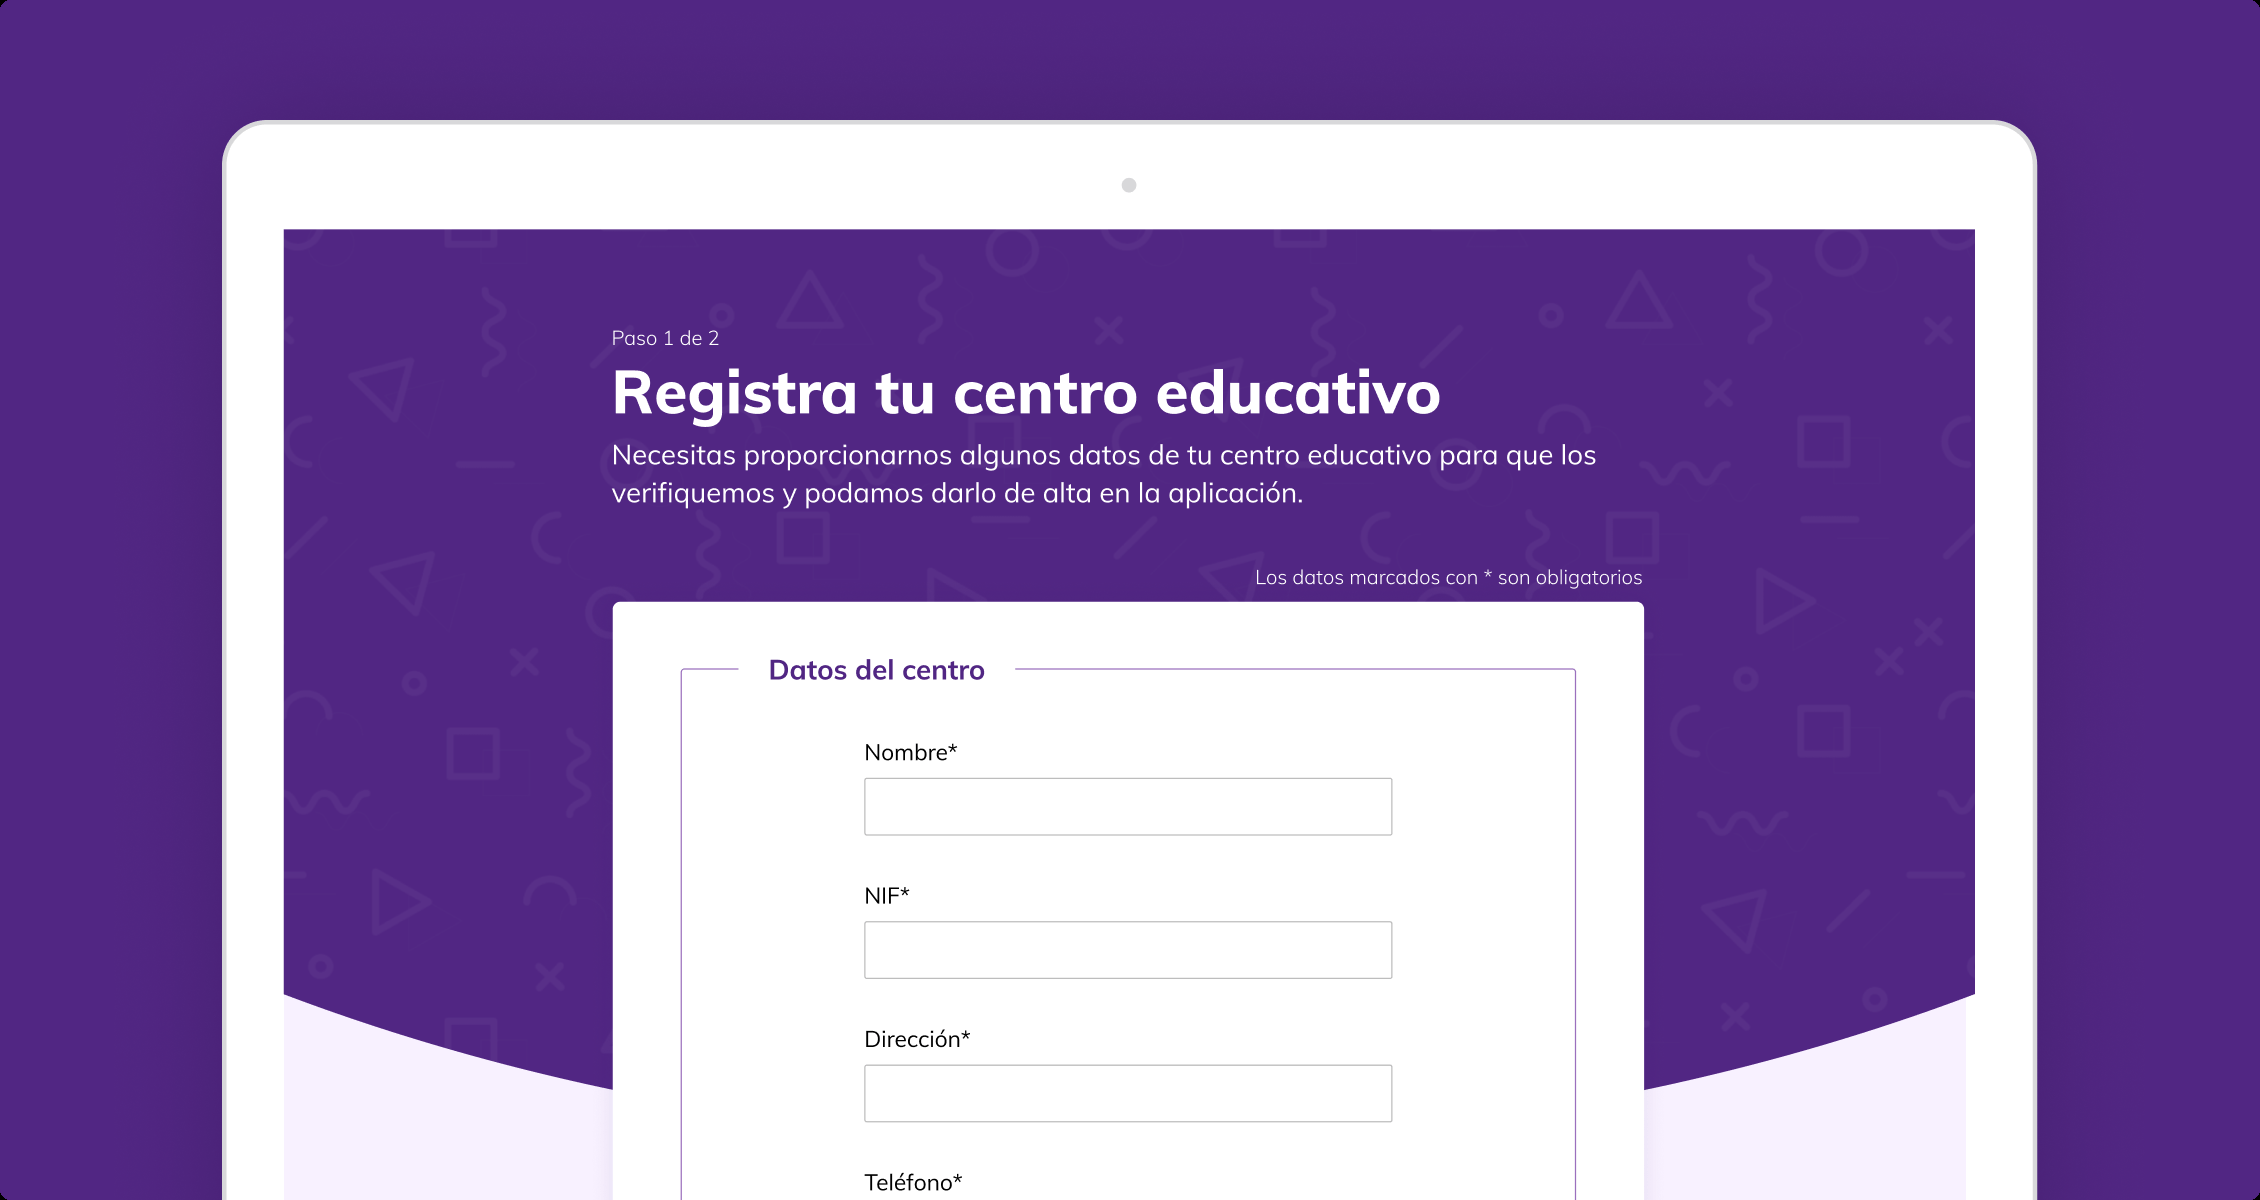 Paso 1 de 2
Registra tu centro educativo
Necesitas proporcionarnos algunos datos de tu centro educativo para que los
verifiquemos y podamos darlo de alta en la aplicación.
Los datos marcados con * son obligatorios
Datos del centro
Nombre*
NIF*
Dirección*
Teléfono*